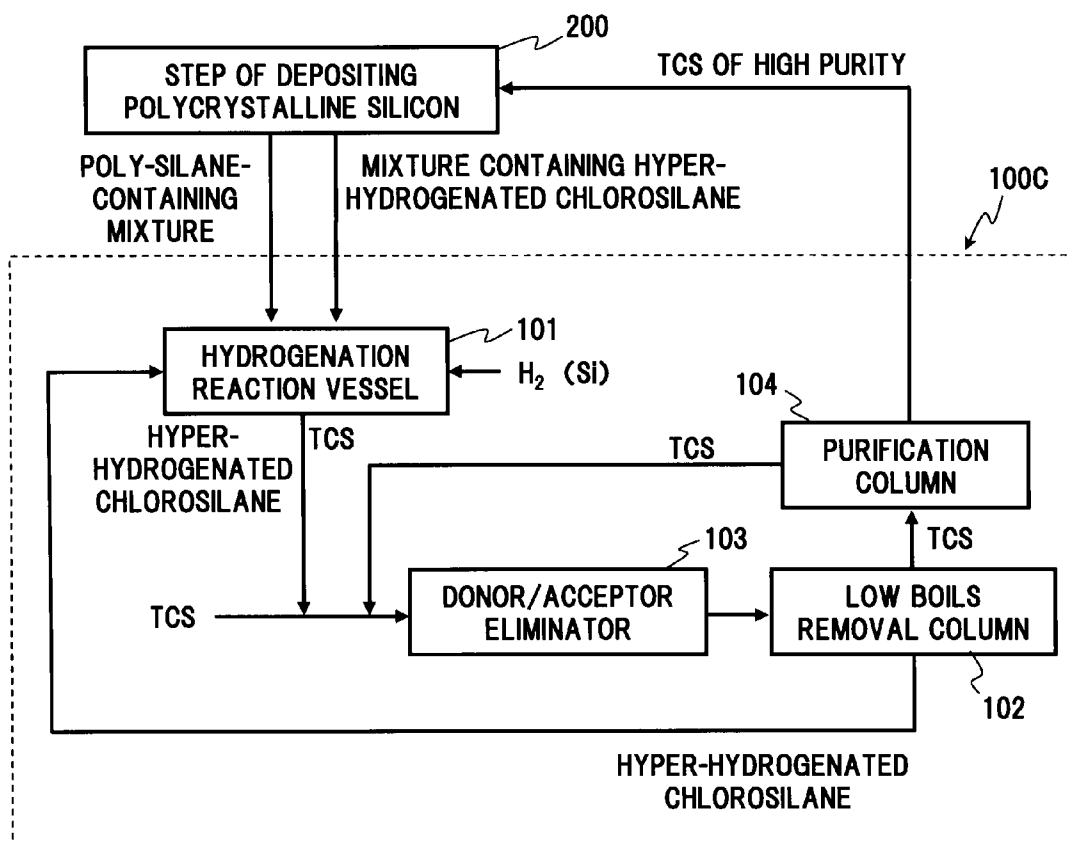 200
STEP OF DEPOSITING
POLYCRYSTALLINE SILICON
TCS OF HIGH PURITY
POLY-SILANE-
CONTAINING
MIXTURE
MIXTURE CONTAINING HYPER-
HYDROGENATED CHLOROSILANE
100C
101
HYDROGENATION
REACTION VESSEL
H₂ (Si)
HYPER-
HYDROGENATED
CHLOROSILANE
TCS
TCS
104
PURIFICATION
COLUMN
TCS
103
TCS
DONOR/ACCEPTOR
ELIMINATOR
LOW BOILS
REMOVAL COLUMN
102
HYPER-HYDROGENATED
CHLOROSILANE